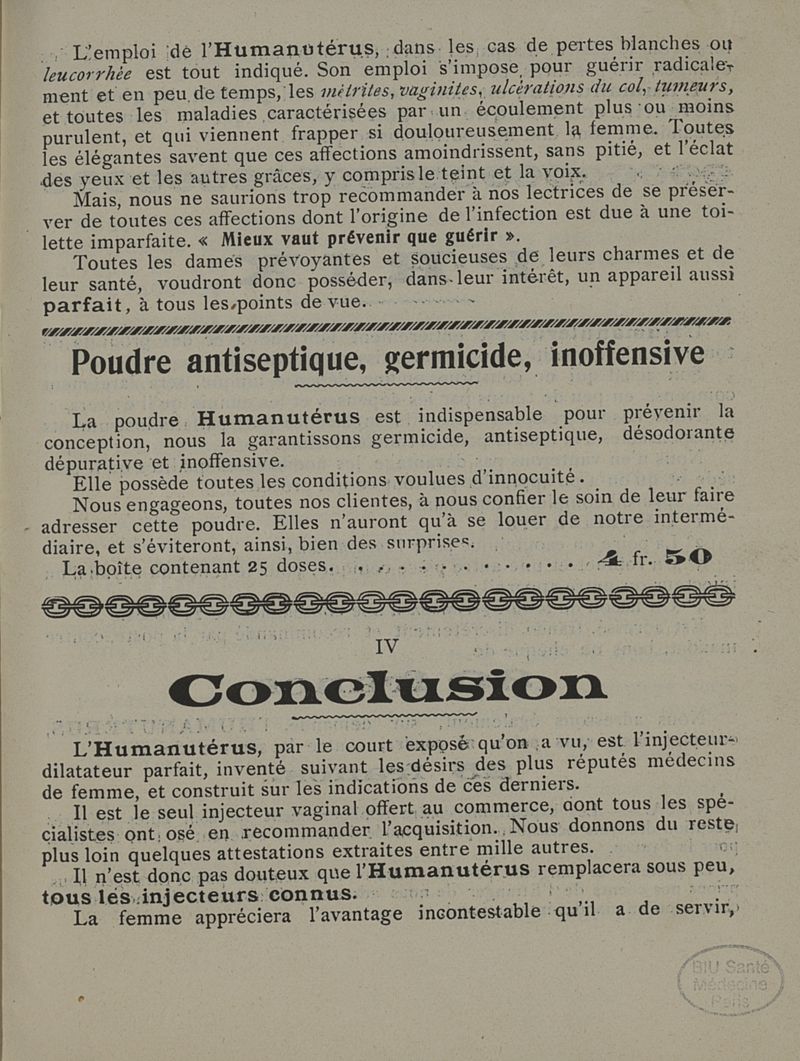 L'emploi de l'Humanutérus, dans les cas de pertes blanches ou
leucorrhée est tout indiqué. Son emploi s'impose pour guérir radicale-
ment et en peu de temps, les métrites, vaginites, ulcérations du col, tumeurs,
et toutes les maladies caractérisées par un écoulement plus ou moins
purulent, et qui viennent frapper si douloureusement la femme. Toutes
les élégantes savent que ces affections amoindrissent, sans pitié, et l'éclat
des yeux et les autres grâces, y compris le teint et la voix.
Mais, nous ne saurions trop recommander à nos lectrices de se préser-
ver de toutes ces affections dont l'origine de l'infection est due à une toi-
lette imparfaite. « Mieux vaut prévenir que guérir ».
Toutes les dames prévoyantes et soucieuses de leurs charmes et de
leur santé, voudront donc posséder, dans leur intérêt, un appareil aussi
parfait, à tous les points de vue.
Poudre antiseptique, germicide, inoffensive
La poudre Humanutérus est indispensable pour prévenir la
conception, nous la garantissons germicide, antiseptique, désodorante
dépurative et inoffensive.
Elle possède toutes les conditions voulues d'innocuité.
Nous engageons, toutes nos clientes, à nous confier le soin de leur faire
adresser cette poudre. Elles n'auront qu'à se louer de notre intermé-
diaire, et s'éviteront, ainsi, bien des surprises.
La boîte contenant 25 doses. . . . . . . . . . . . . 4 fr. 50
IV
Conclusion
L'Humanutérus, par le court exposé qu'on a vu, est l'injecteur-
dilatateur parfait, inventé suivant les désirs des plus réputés médecins
de femme, et construit sur les indications de ces derniers.
Il est le seul injecteur vaginal offert au commerce, dont tous les spé-
cialistes ont osé en recommander l'acquisition. Nous donnons du reste
plus loin quelques attestations extraites entre mille autres.
Il n'est donc pas douteux que l'Humanutérus remplacera sous peu,
tous les injecteurs connus.
La femme appréciera l'avantage incontestable qu'il a de servir,
BIU Santé
Médecine
Paris